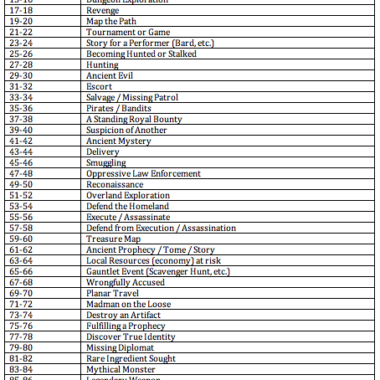 15-16 Dungeon Exploration
17-18 Revenge
19-20 Map the Path
21-22 Tournament or Game
23-24 Story for a Performer (Bard, etc.)
25-26 Becoming Hunted or Stalked
27-28 Hunting
29-30 Ancient Evil
31-32 Escort
33-34 Salvage / Missing Patrol
35-36 Pirates / Bandits
37-38 A Standing Royal Bounty
39-40 Suspicion of Another
41-42 Ancient Mystery
43-44 Delivery
45-46 Smuggling
47-48 Oppressive Law Enforcement
49-50 Reconaissance
51-52 Overland Exploration
53-54 Defend the Homeland
55-56 Execute / Assassinate
57-58 Defend from Execution / Assassination
59-60 Treasure Map
61-62 Ancient Prophecy / Tome / Story
63-64 Local Resources (economy) at risk
65-66 Gauntlet Event (Scavenger Hunt, etc.)
67-68 Wrongfully Accused
69-70 Planar Travel
71-72 Madman on the Loose
73-74 Destroy an Artifact
75-76 Fulfilling a Prophecy
77-78 Discover True Identity
79-80 Missing Diplomat
81-82 Rare Ingredient Sought
83-84 Mythical Monster
85-86 Legendary Weapon